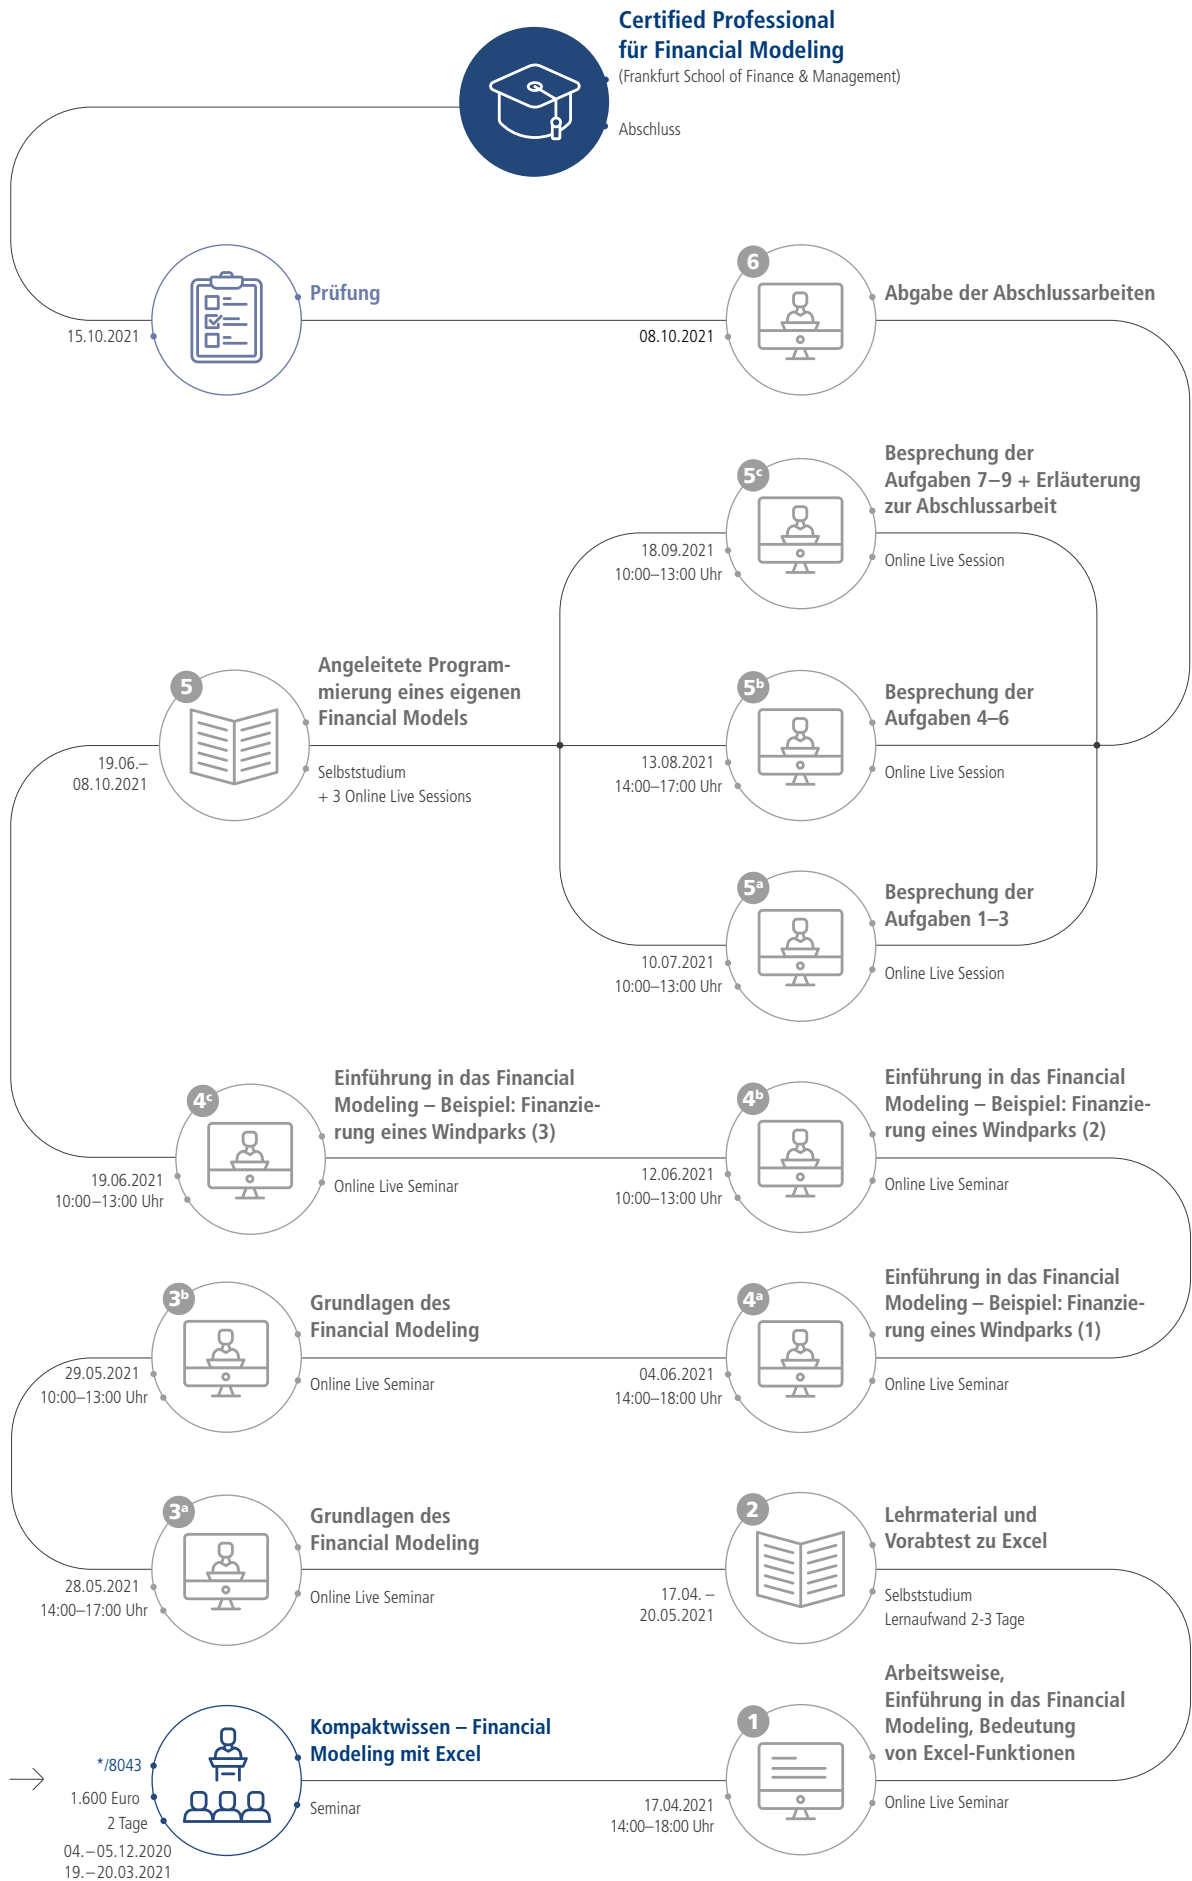 Certified Professional
für Financial Modeling
(Frankfurt School of Finance & Management)
Abschluss
Prüfung
15.10.2021
6
Abgabe der Abschlussarbeiten
08.10.2021
5c
Besprechung der
Aufgaben 7–9 + Erläuterung
zur Abschlussarbeit
18.09.2021
10:00–13:00 Uhr
Online Live Session
5
Angeleitete Program-
mierung eines eigenen
Financial Models
19.06.–
08.10.2021
Selbststudium
+ 3 Online Live Sessions
5b
Besprechung der
Aufgaben 4–6
13.08.2021
14:00–17:00 Uhr
Online Live Session
5a
Besprechung der
Aufgaben 1–3
10.07.2021
10:00–13:00 Uhr
Online Live Session
4c
Einführung in das Financial
Modeling – Beispiel: Finanzie-
rung eines Windparks (3)
19.06.2021
10:00–13:00 Uhr
Online Live Seminar
4b
Einführung in das Financial
Modeling – Beispiel: Finanzie-
rung eines Windparks (2)
12.06.2021
10:00–13:00 Uhr
Online Live Seminar
3b
Grundlagen des
Financial Modeling
29.05.2021
10:00–13:00 Uhr
Online Live Seminar
4a
Einführung in das Financial
Modeling – Beispiel: Finanzie-
rung eines Windparks (1)
04.06.2021
14:00–18:00 Uhr
Online Live Seminar
3a
Grundlagen des
Financial Modeling
28.05.2021
14:00–17:00 Uhr
Online Live Seminar
2
Lehrmaterial und
Vorabtest zu Excel
17.04. –
20.05.2021
Selbststudium
Lernaufwand 2-3 Tage
Kompaktwissen – Financial
Modeling mit Excel
*/8043
1.600 Euro
2 Tage
04.–05.12.2020
19.–20.03.2021
Seminar
1
Arbeitsweise,
Einführung in das Financial
Modeling, Bedeutung
von Excel-Funktionen
17.04.2021
14:00–18:00 Uhr
Online Live Seminar